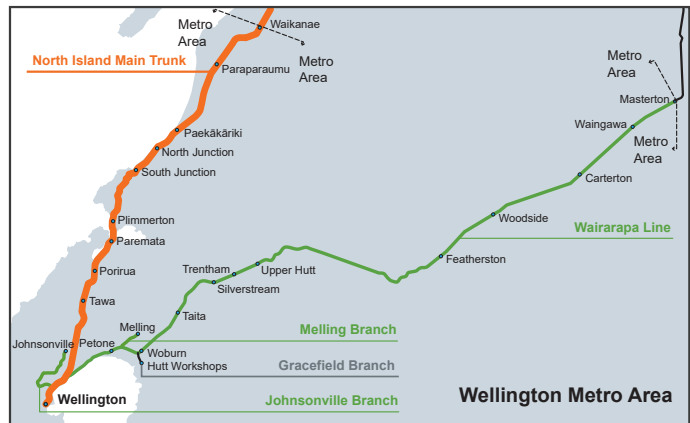 Metro
Area
Waikanae
North Island Main Trunk
Metro
Area
Paraparaumu
Metro
Area
Masterton
Waingawa
Metro
Area
Paekākāriki
North Junction
South Junction
Carterton
Plimmerton
Woodside
Wairarapa Line
Paremata
Featherston
Porirua
Trentham
Upper Hutt
Silverstream
Tawa
Taita
Melling
Melling Branch
Johnsonville
Petone
Woburn
Hutt Workshops
Gracefield Branch
Wellington
Johnsonville Branch
Wellington Metro Area